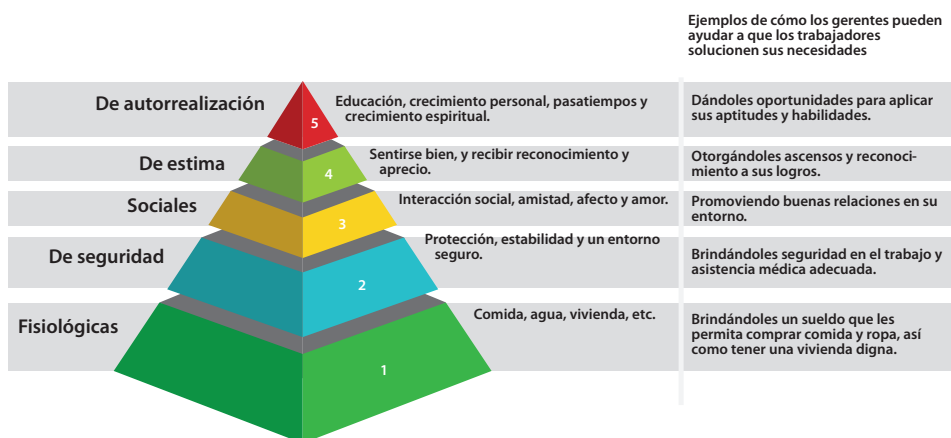 Ejemplos de cómo los gerentes pueden
ayudar a que los trabajadores
solucionen sus necesidades
De autorrealización
5
Educación, crecimiento personal, pasatiempos y
crecimiento espiritual.
Dándoles oportunidades para aplicar
sus aptitudes y habilidades.
De estima
4
Sentirse bien, y recibir reconocimiento y
aprecio.
Otorgándoles ascensos y reconoci-
miento a sus logros.
Sociales
3
Interacción social, amistad, afecto y amor.
Promoviendo buenas relaciones en su
entorno.
De seguridad
2
Protección, estabilidad y un entorno
seguro.
Brindándoles seguridad en el trabajo y
asistencia médica adecuada.
Fisiológicas
1
Comida, agua, vivienda, etc.
Brindándoles un sueldo que les
permita comprar comida y ropa, así
como tener una vivienda digna.